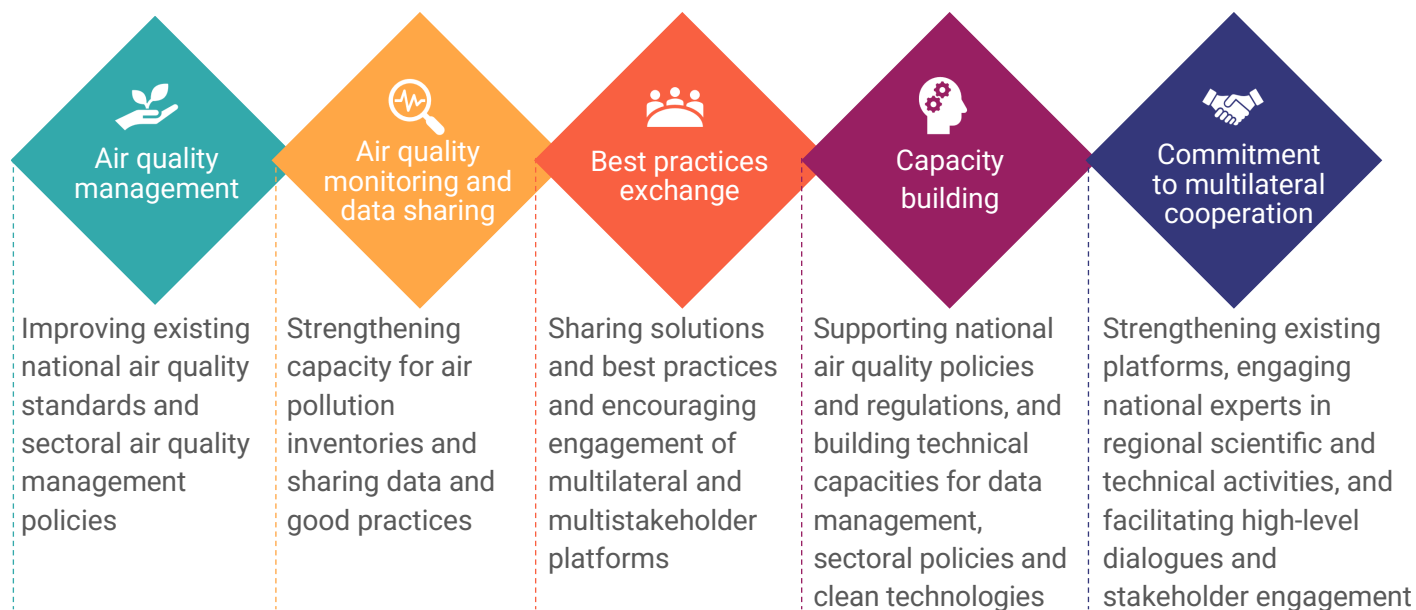 Air quality
management
Air quality
monitoring and
data sharing
Best practices
exchange
Capacity
building
Commitment
to multilateral
cooperation
Improving existing
national air quality
standards and
sectoral air quality
management
policies
Strengthening
capacity for air
pollution
inventories and
sharing data and
good practices
Sharing solutions
and best practices
and encouraging
engagement of
multilateral and
multistakeholder
platforms
Supporting national
air quality policies
and regulations, and
building technical
capacities for data
management,
sectoral policies and
clean technologies
Strengthening existing
platforms, engaging
national experts in
regional scientific and
technical activities, and
facilitating high-level
dialogues and
stakeholder engagement